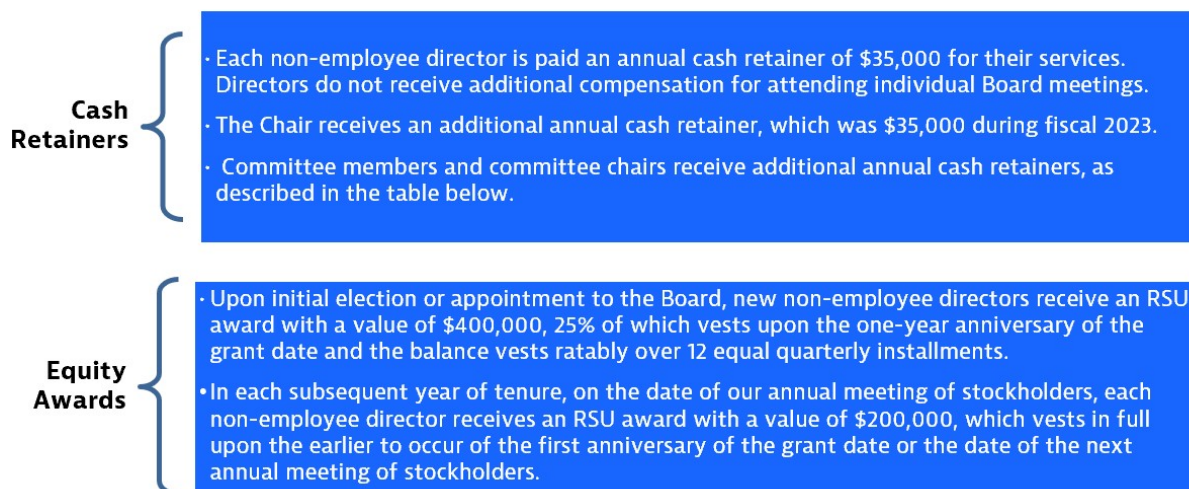 Cash
Retainers
· Each non-employee director is paid an annual cash retainer of $35,000 for their services.
Directors do not receive additional compensation for attending individual Board meetings.
· The Chair receives an additional annual cash retainer, which was $35,000 during fiscal 2023.
· Committee members and committee chairs receive additional annual cash retainers, as
described in the table below.
Equity
Awards
· Upon initial election or appointment to the Board, new non-employee directors receive an RSU
award with a value of $400,000, 25% of which vests upon the one-year anniversary of the
grant date and the balance vests ratably over 12 equal quarterly installments.
• In each subsequent year of tenure, on the date of our annual meeting of stockholders, each
non-employee director receives an RSU award with a value of $200,000, which vests in full
upon the earlier to occur of the first anniversary of the grant date or the date of the next
annual meeting of stockholders.